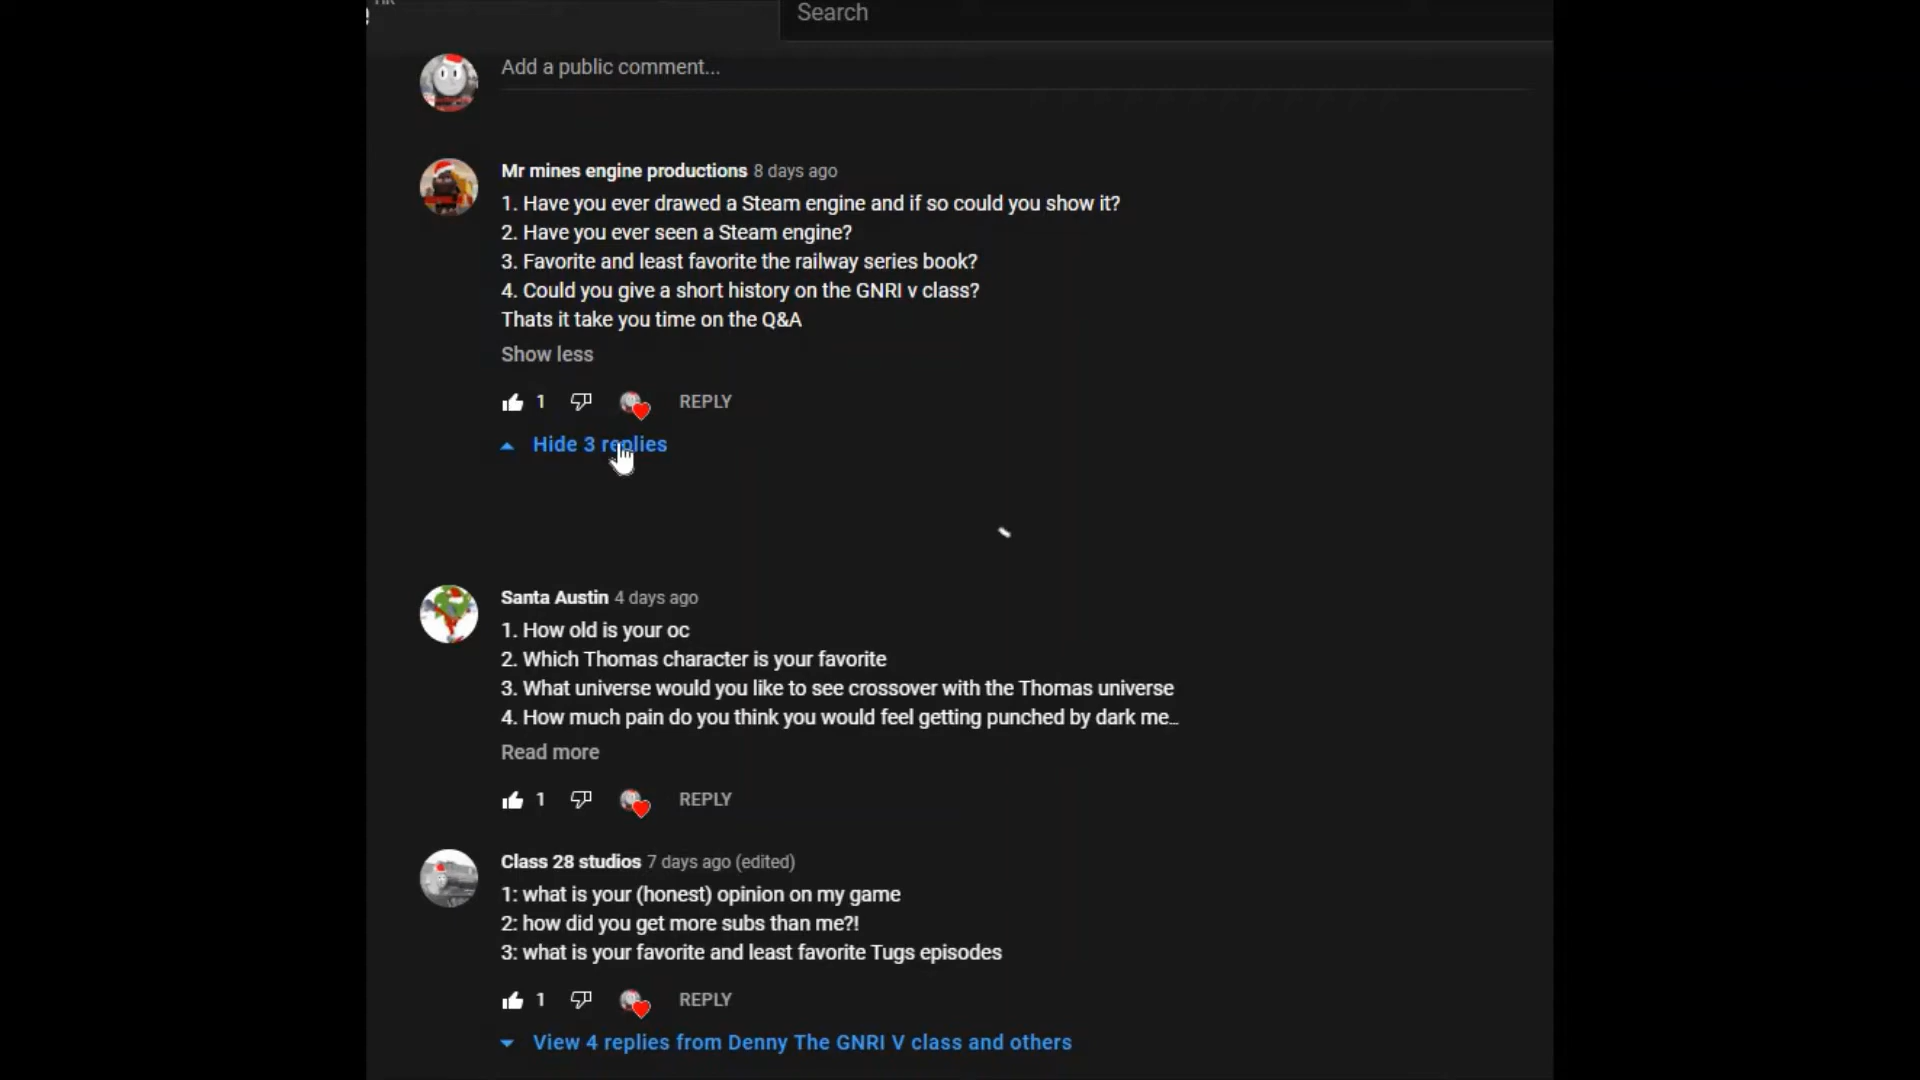 HK
Search
Add a public comment...
Mr mines engine productions 8 days ago
1. Have you ever drawed a Steam engine and if so could you show it?
2. Have you ever seen a Steam engine?
3. Favorite and least favorite the railway series book?
4. Could you give a short history on the GNRI v class?
Thats it take you time on the Q&A
Show less
1 REPLY
Hide 3 replies
Santa Austin 4 days ago
1. How old is your oc
2. Which Thomas character is your favorite
3. What universe would you like to see crossover with the Thomas universe
4. How much pain do you think you would feel getting punched by dark me...
Read more
1 REPLY
Class 28 studios 7 days ago (edited)
1: what is your (honest) opinion on my game
2: how did you get more subs than me?!
3: what is your favorite and least favorite Tugs episodes
1 REPLY
View 4 replies from Denny The GNRI V class and others